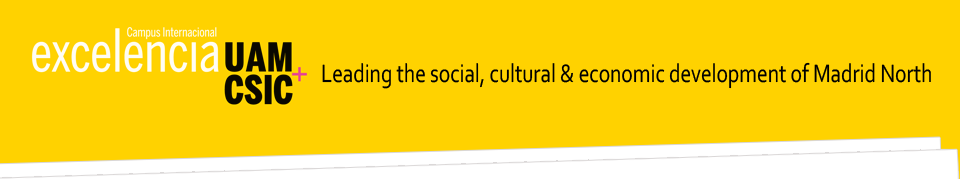 Campus Internacional
excelencia UAM
CSIC+
Leading the social, cultural & economic development of Madrid North